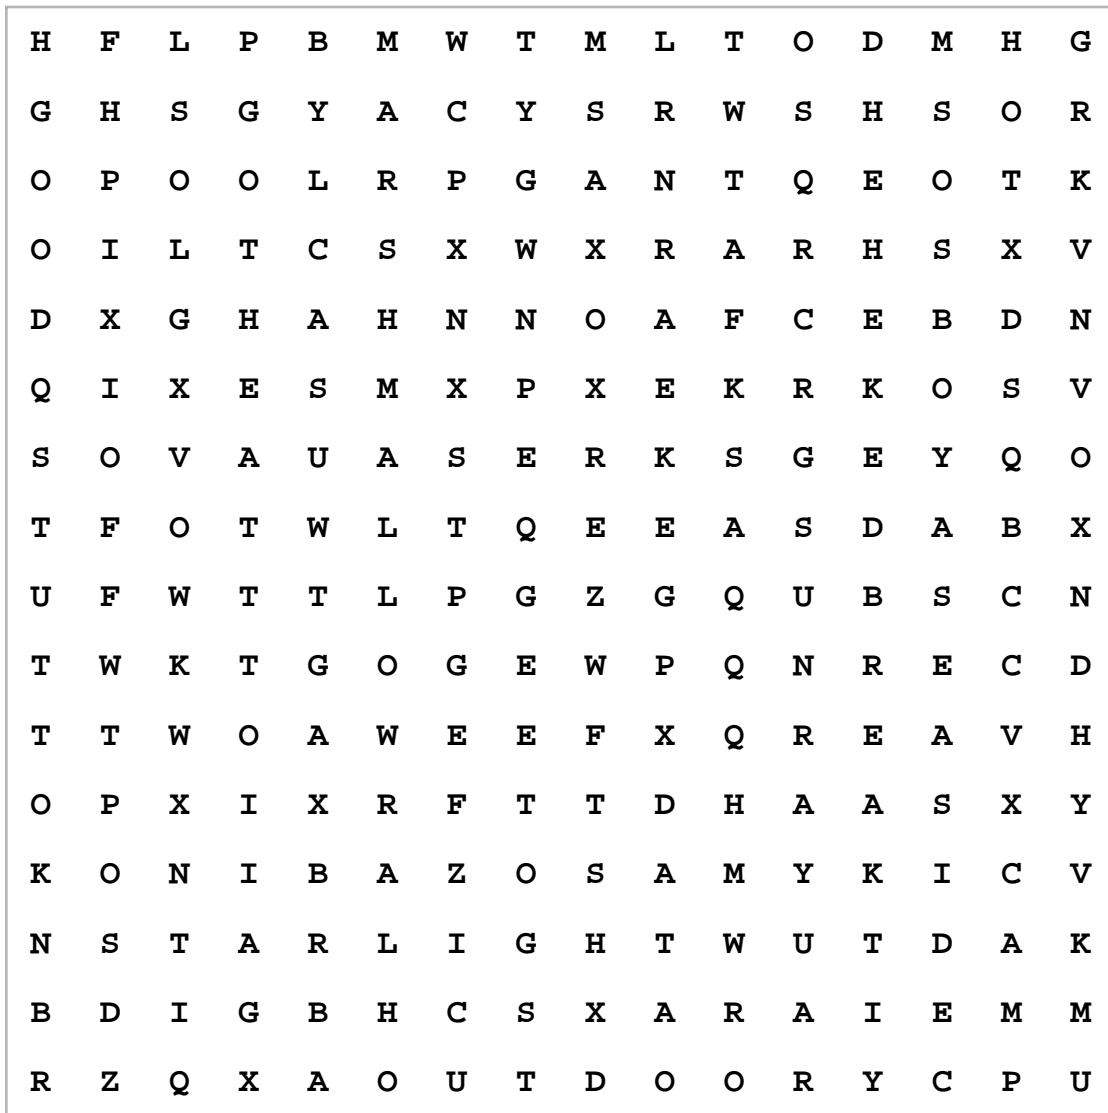 H F L P B M W T M L T O D M H G
G H S G Y A C Y S R W S H S O R
O P O O L R P G A N T Q E O T K
O I L T C S X W X R A R H S X V
D X G H A H N N O A F C E B D N
Q I X E S M X P X E K R K O S V
S O V A U A S E R K S G E Y Q O
T F O T W L T Q E E A S D A B X
U F W T T L P G Z G Q U B S C N
T W K T G O G E W P Q N R E C D
T T W O A W E E F X Q R E A V H
O P X I X R F T T D H A A S X Y
K O N I B A Z O S A M Y K I C V
N S T A R L I G H T W U T D A K
B D I G B H C S X A R A I E M M
R Z Q X A O U T D O O R Y C P U